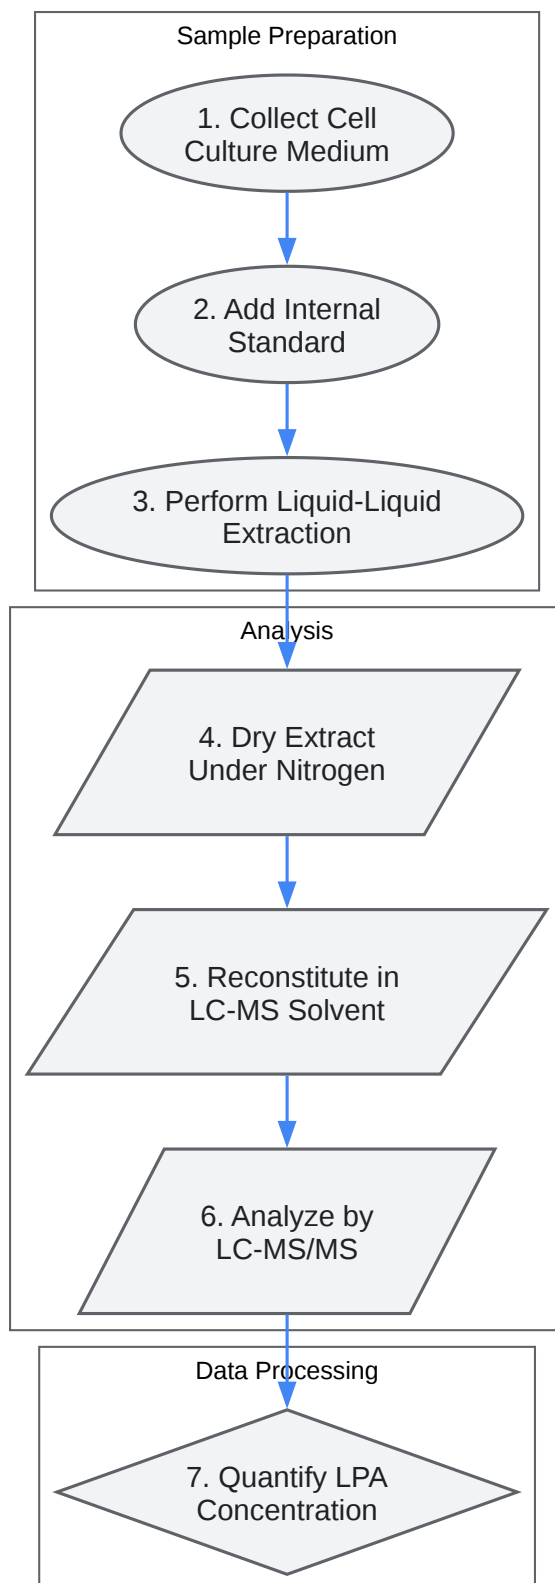 Sample Preparation
1. Collect Cell
Culture Medium
2. Add Internal
Standard
3. Perform Liquid-Liquid
Extraction
Analysis
4. Dry Extract
Under Nitrogen
5. Reconstitute in
LC-MS Solvent
6. Analyze by
LC-MS/MS
Data Processing
7. Quantify LPA
Concentration